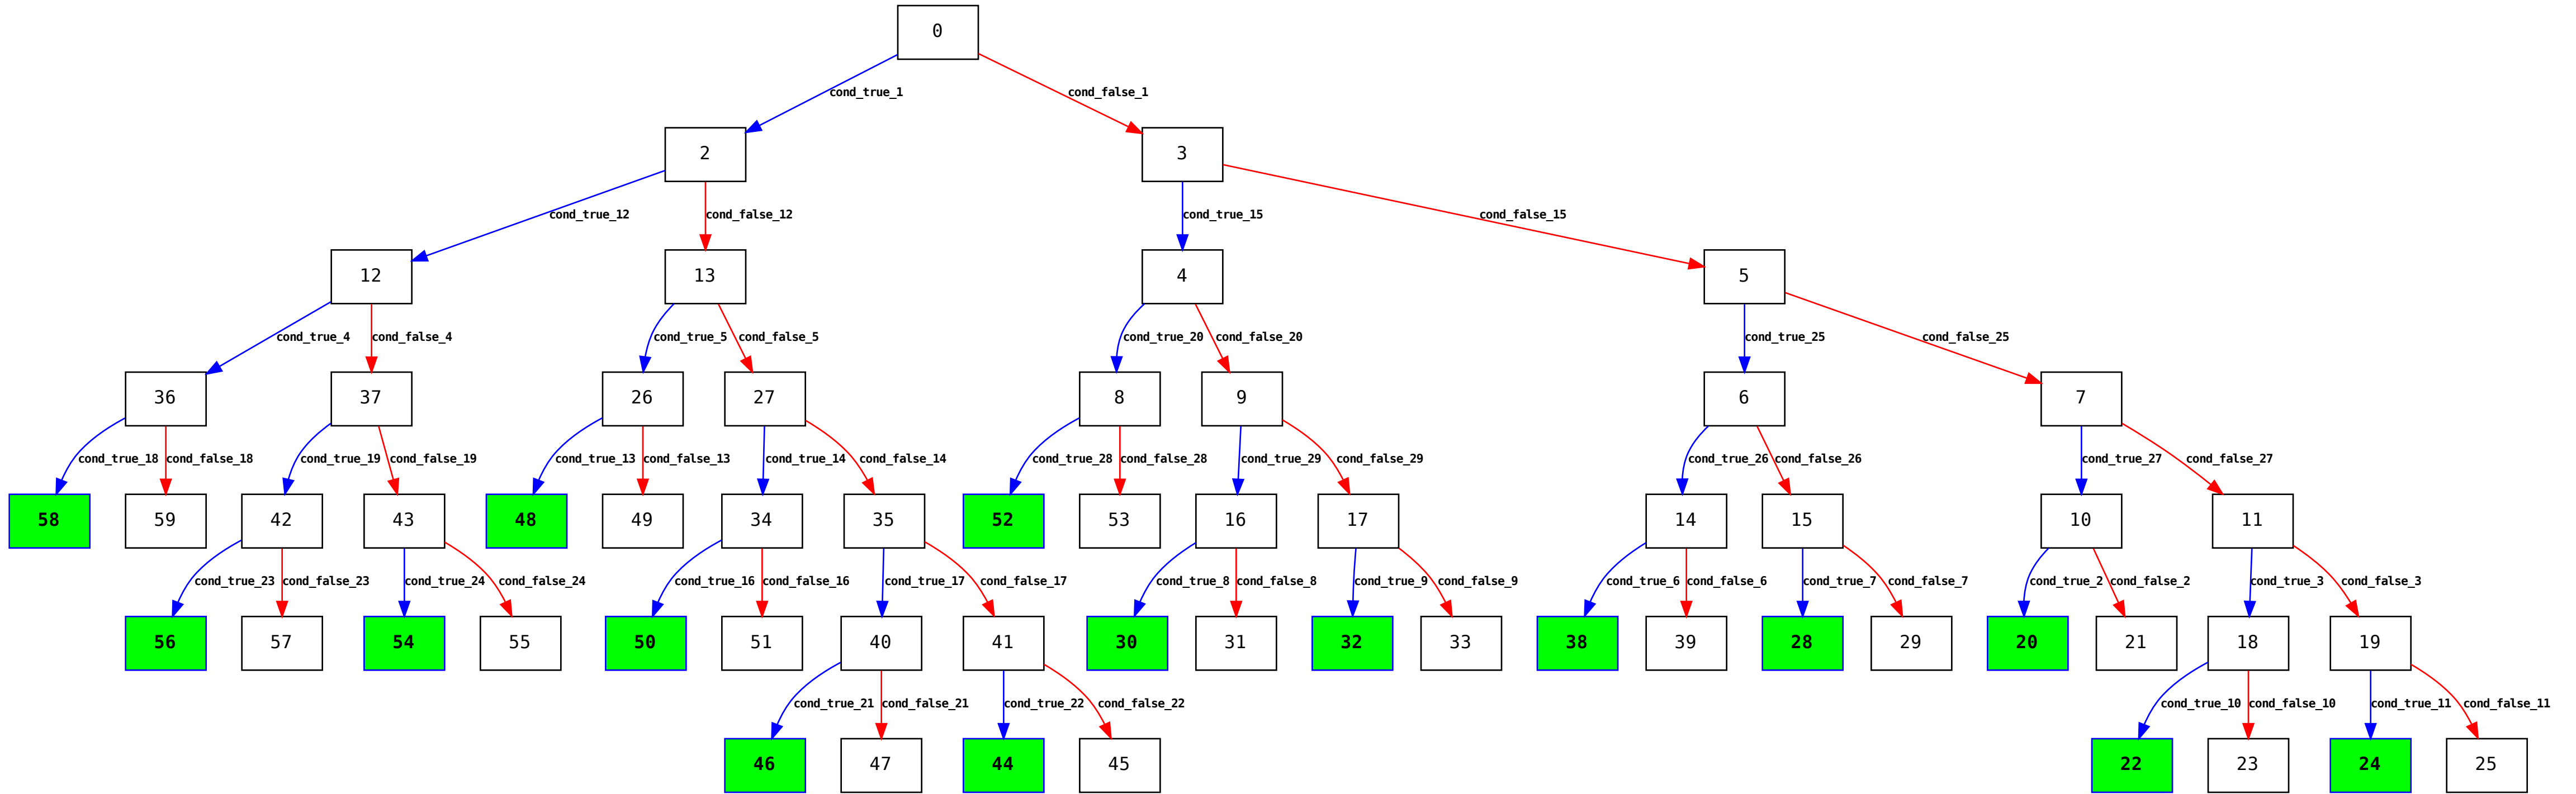 0
cond_true_1 cond_false_1
2 3
cond_true_12 cond_false_12 cond_true_15 cond_false_15
12 13 4 5
cond_true_4 cond_false_4 cond_true_5 cond_false_5 cond_true_20 cond_false_20 cond_true_25 cond_false_25
36 37 26 27 8 9 6 7
cond_true_18 cond_false_18 cond_true_19 cond_false_19 cond_true_13 cond_false_13 cond_true_14 cond_false_14 cond_true_28 cond_false_28 cond_true_29 cond_false_29 cond_true_26 cond_false_26 cond_true_27 cond_false_27
58 59 42 43 48 49 34 35 52 53 16 17 14 15 10 11
cond_true_23 cond_false_23 cond_true_24 cond_false_24 cond_true_16 cond_false_16 cond_true_17 cond_false_17 cond_true_8 cond_false_8 cond_true_9 cond_false_9 cond_true_6 cond_false_6 cond_true_7 cond_false_7 cond_true_2 cond_false_2 cond_true_3 cond_false_3
56 57 54 55 50 51 40 41 30 31 32 33 38 39 28 29 20 21 18 19
cond_true_21 cond_false_21 cond_true_22 cond_false_22 cond_true_10 cond_false_10 cond_true_11 cond_false_11
46 47 44 45 22 23 24 25